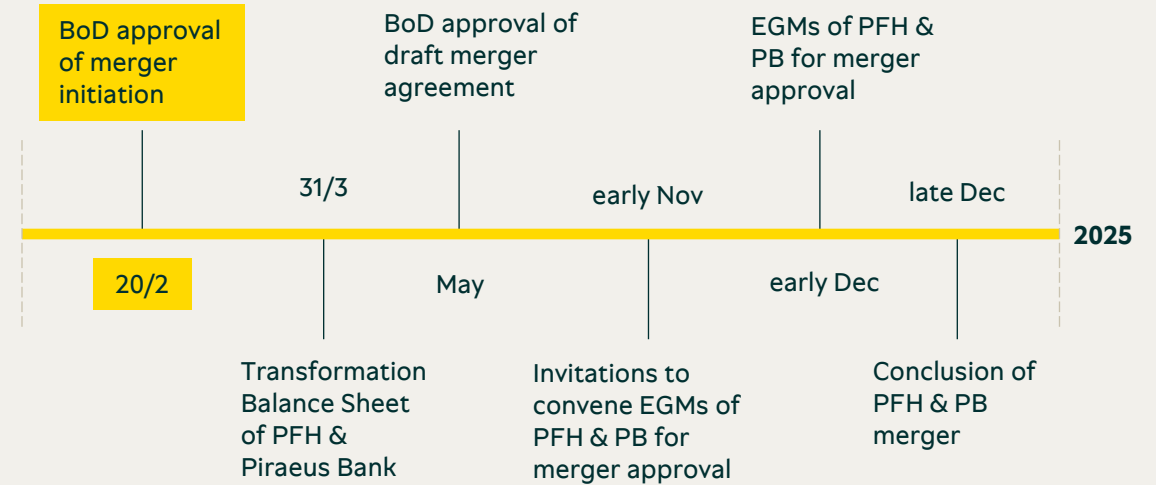 BoD approval
of merger
initiation
BoD approval of
draft merger
agreement
EGMs of PFH &
PB for merger
approval
31/3
early Nov
late Dec
2025
20/2
May
early Dec
Transformation
Balance Sheet
of PFH &
Piraeus Bank
Invitations to
convene EGMs of
PFH & PB for
merger approval
Conclusion of
PFH & PB
merger